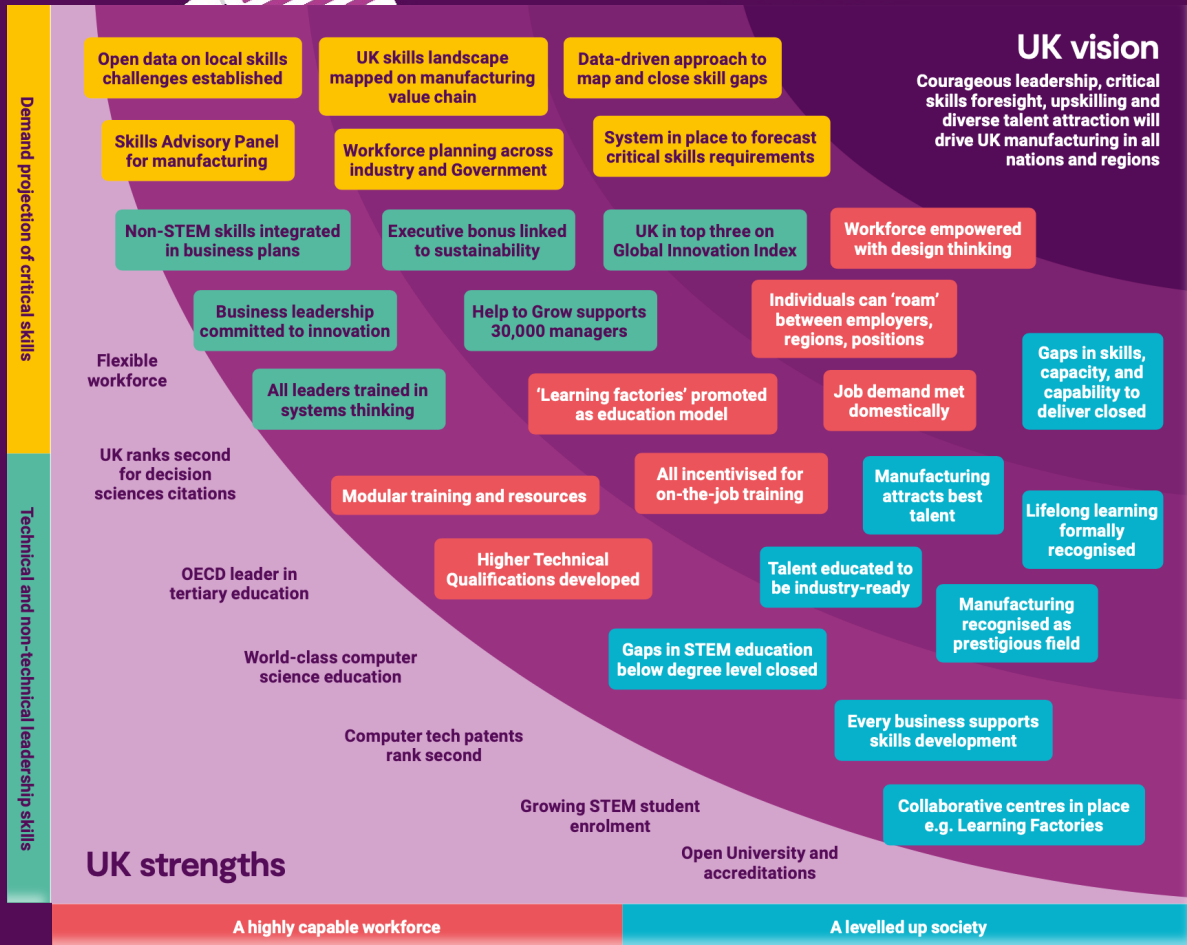 UK vision
Courageous leadership, critical
skills foresight, upskilling and
diverse talent attraction will
drive UK manufacturing in all
nations and regions
Open data on local skills
challenges established
UK skills landscape
mapped on manufacturing
value chain
Data-driven approach to
map and close skill gaps
Skills Advisory Panel
for manufacturing
Workforce planning across
industry and Government
System in place to forecast
critical skills requirements
Non-STEM skills integrated
in business plans
Executive bonus linked
to sustainability
UK in top three on
Global Innovation Index
Workforce empowered
with design thinking
Business leadership
committed to innovation
Help to Grow supports
30,000 managers
Individuals can ‘roam’
between employers,
regions, positions
Gaps in skills,
capacity, and
capability to
deliver closed
Flexible
workforce
All leaders trained in
systems thinking
‘Learning factories’ promoted
as education model
Job demand met
domestically
UK ranks second
for decision
sciences citations
Modular training and resources
All incentivised for
on-the-job training
Manufacturing
attracts best
talent
Lifelong learning
formally
recognised
OECD leader in
tertiary education
Higher Technical
Qualifications developed
Talent educated to
be industry-ready
Manufacturing
recognised as
prestigious field
World-class computer
science education
Gaps in STEM education
below degree level closed
Computer tech patents
rank second
Every business supports
skills development
Growing STEM student
enrolment
Collaborative centres in place
e.g. Learning Factories
Open University and
accreditations
UK strengths
Demand projection of critical skills
Technical and non-technical leadership skills
A highly capable workforce
A levelled up society